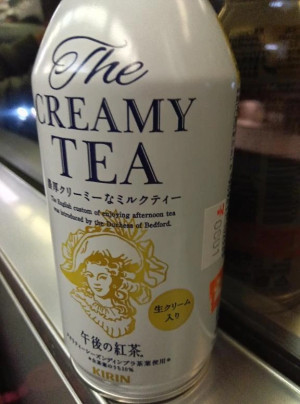 The
CREAMY
TEA
濃厚クリーミーなミルクティー
The English custom of enjoying afternoon tea
was introduced by the Duchess of Bedford.
生クリーム
入り
午後の紅茶
KIRIN